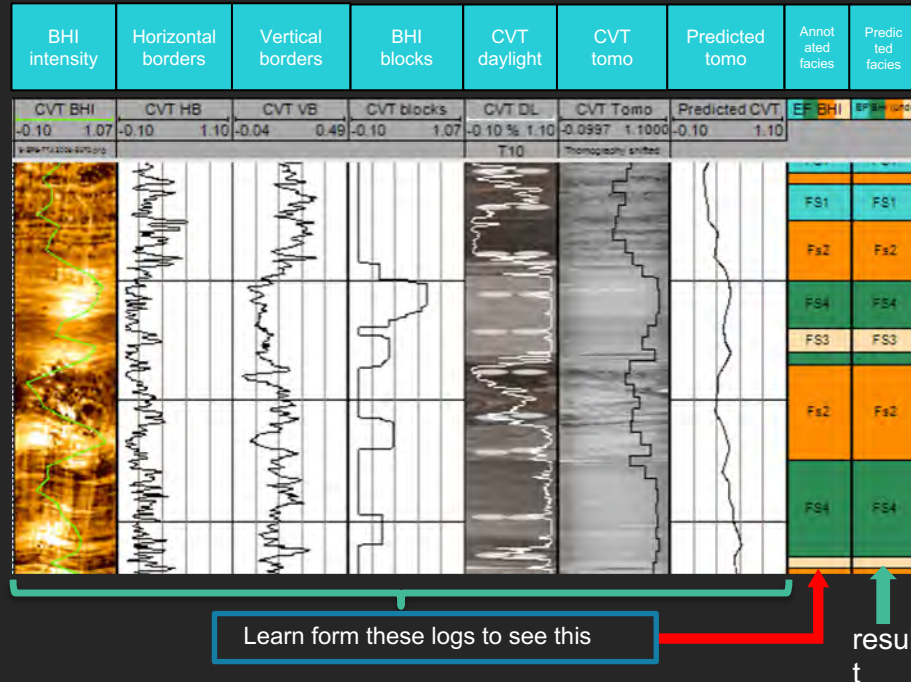 BHI
intensity
Horizontal
borders
Vertical
borders
BHI
blocks
CVT
daylight
CVT
tomo
Predicted
tomo
Annot
ated
facies
Predic
ted
facies
CVT BHI
-0.10 1.07
CVT HB
-0.10 1.10
CVT VB
-0.04 0.49
CVT blocks
-0.10 1.07
CVT DL
-0.10 % 1.10
CVT Tomo
-0.0997 1.1000
Predicted CVT
-0.10 1.10
EF BHI
T10
Thomography shifted
FS1 FS1
Fs2 Fs2
FS4 FS4
FS3 FS3
Fs2 Fs2
FS4 FS4
Learn form these logs to see this
resu
t